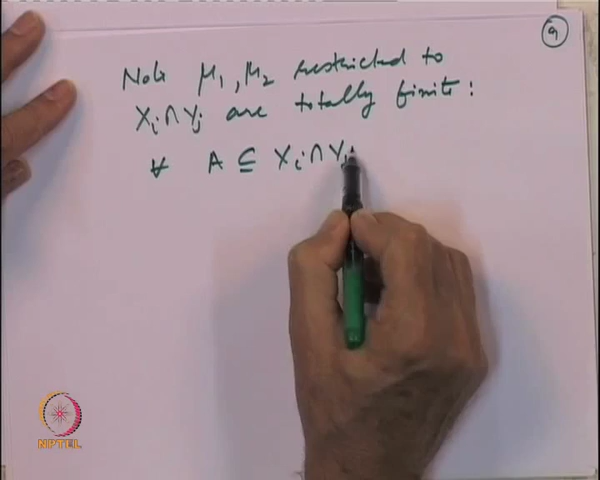 9
Note μ₁, μ₂ restricted to
Xᵢ ∩ Yⱼ are totally finite :
∀ A ⊆ Xᵢ ∩ Yⱼ
NPTEL